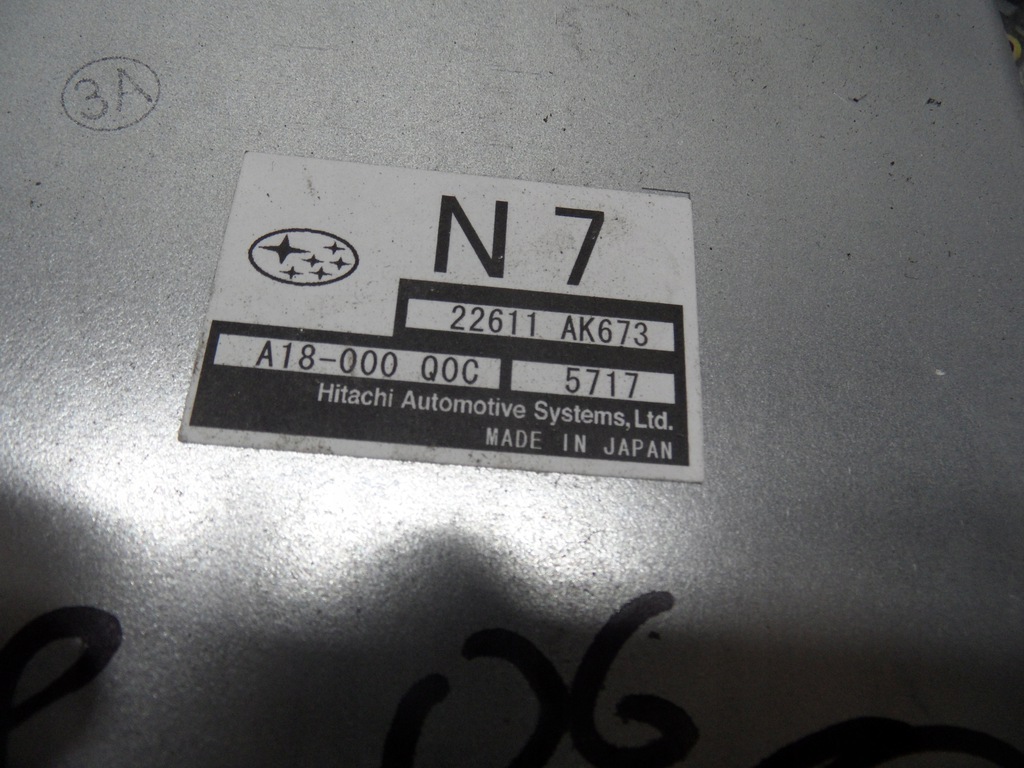 3A
N7
22611 AK673
A18-000 Q0C 5717
Hitachi Automotive Systems,Ltd.
MADE IN JAPAN
06